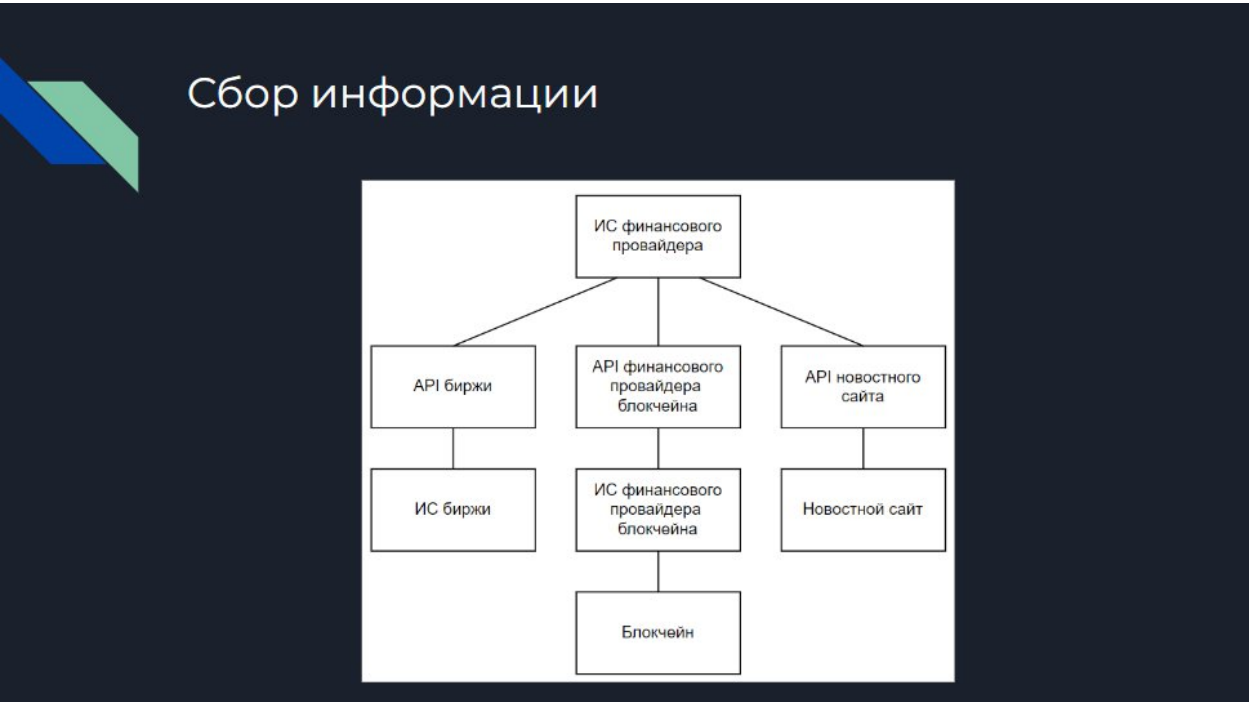 Сбор информации
ИС финансового
провайдера
API биржи
API финансового
провайдера
блокчейна
API новостного
сайта
ИС биржи
ИС финансового
провайдера
блокчейна
Новостной сайт
Блокчейн